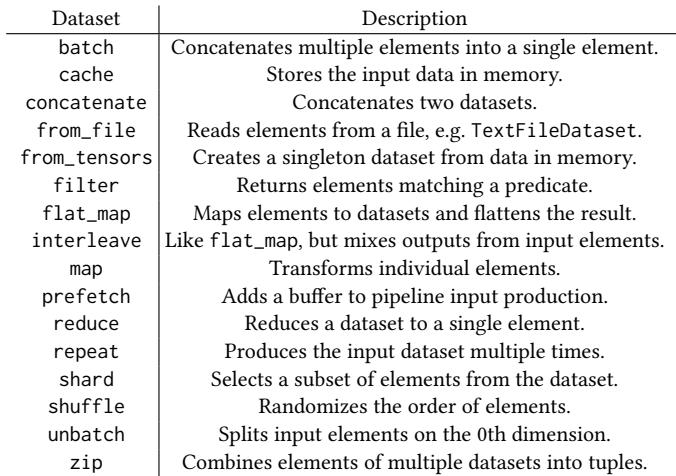 Dataset Description
batch Concatenates multiple elements into a single element.
cache Stores the input data in memory.
concatenate Concatenates two datasets.
from_file Reads elements from a file, e.g. TextFileDataset.
from_tensors Creates a singleton dataset from data in memory.
filter Returns elements matching a predicate.
flat_map Maps elements to datasets and flattens the result.
interleave Like flat_map, but mixes outputs from input elements.
map Transforms individual elements.
prefetch Adds a buffer to pipeline input production.
reduce Reduces a dataset to a single element.
repeat Produces the input dataset multiple times.
shard Selects a subset of elements from the dataset.
shuffle Randomizes the order of elements.
unbatch Splits input elements on the 0th dimension.
zip Combines elements of multiple datasets into tuples.